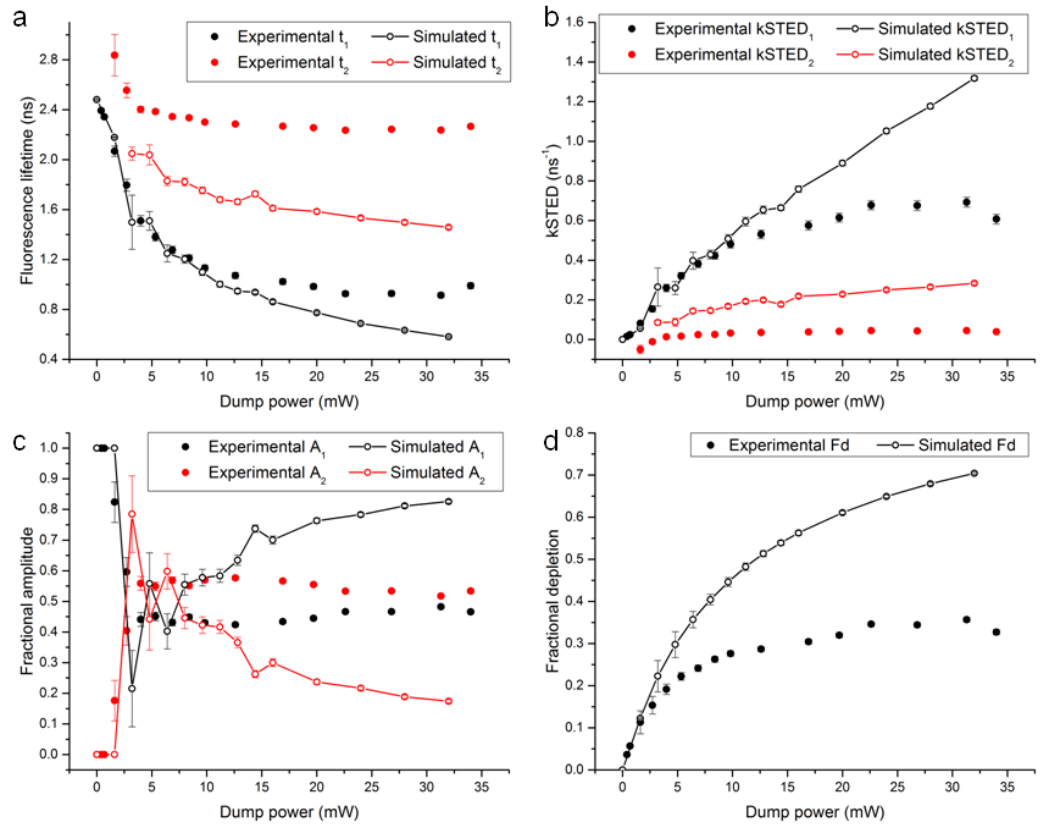 a
Experimental t1 Simulated t1
Experimental t2 Simulated t2
2.8
2.4
2.0
1.6
1.2
0.8
0.4
Fluorescence lifetime (ns)
0 5 10 15 20 25 30 35
Dump power (mW)
b
Experimental kSTED1 Simulated kSTED1
Experimental kSTED2 Simulated kSTED2
1.6
1.4
1.2
1.0
0.8
0.6
0.4
0.2
0.0
-0.1
kSTED (ns-1)
0 5 10 15 20 25 30 35
Dump power (mW)
c
Experimental A1 Simulated A1
Experimental A2 Simulated A2
1.0
0.9
0.8
0.7
0.6
0.5
0.4
0.3
0.2
0.1
0.0
Fractional amplitude
0 5 10 15 20 25 30 35
Dump power (mW)
d
Experimental Fd Simulated Fd
0.8
0.7
0.6
0.5
0.4
0.3
0.2
0.1
0.0
Fractional depletion
0 5 10 15 20 25 30 35
Dump power (mW)